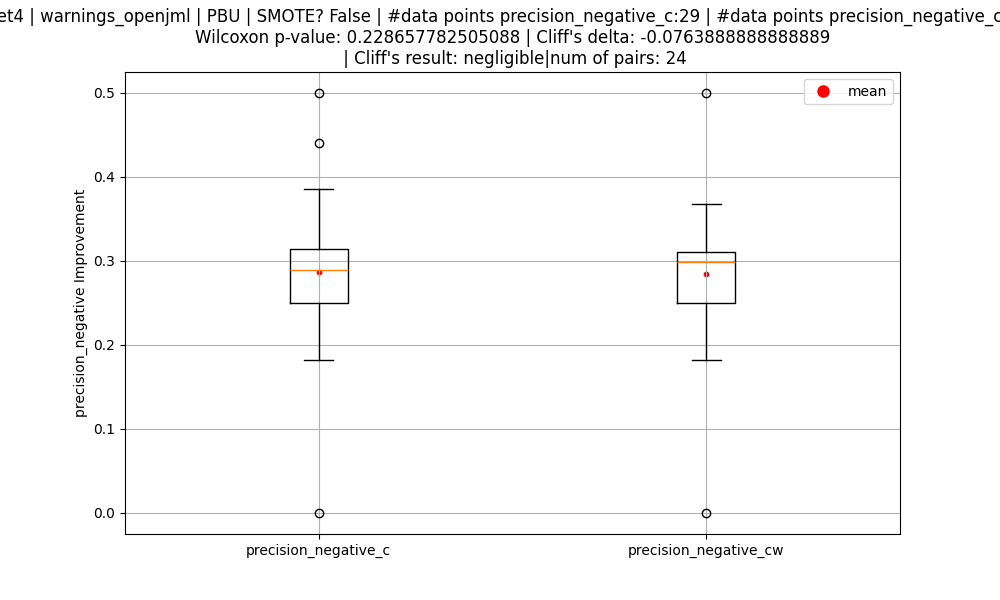 | warnings_openjml | PBU | SMOTE? False | #data points precision_negative_c:29 | #data points
Wilcoxon p-value: 0.228657782505088 | Cliff's delta: -0.0763888888888889
| Cliff's result: negligible|num of pairs: 24
mean
0.5
0.4
0.3
0.2
0.1
0.0
precision_negative Improvement
precision_negative_c
precision_negative_cw